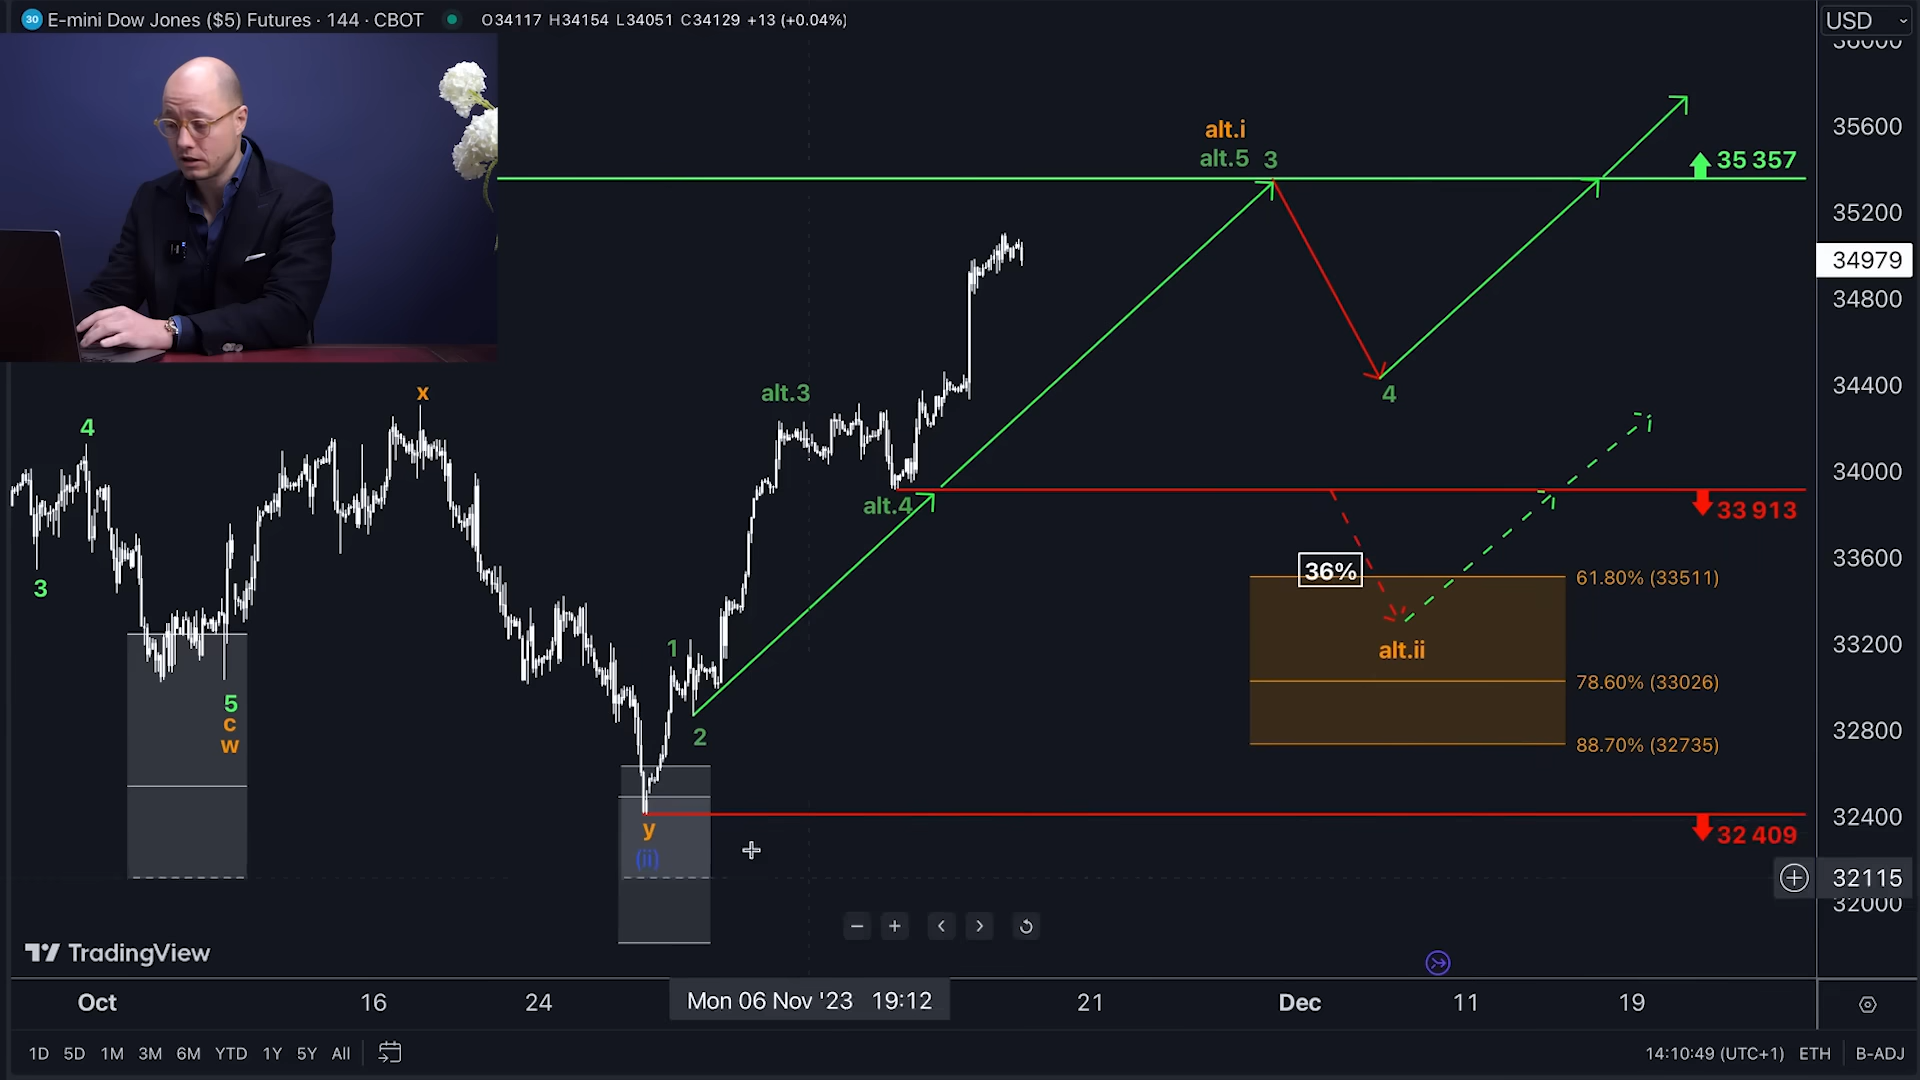 30 E-mini Dow Jones ($5) Futures · 144 · CBOT O34117 H34154 L34051 C34129 +13 (+0.04%)
USD
36000
35600
35200
34979
34800
34400
34000
33600
33200
32800
32400
32115
32000
alt.i
alt.5 3
35 357
x
alt.3
4
4
alt.4
33 913
3
36%
61.80% (33511)
1
alt.ii
78.60% (33026)
5
c
w
2
88.70% (32735)
y
(ii)
32 409
TradingView
Oct 16 24 Mon 06 Nov '23 19:12 21 Dec 11 19
1D 5D 1M 3M 6M YTD 1Y 5Y All 14:10:49 (UTC+1) ETH B-ADJ